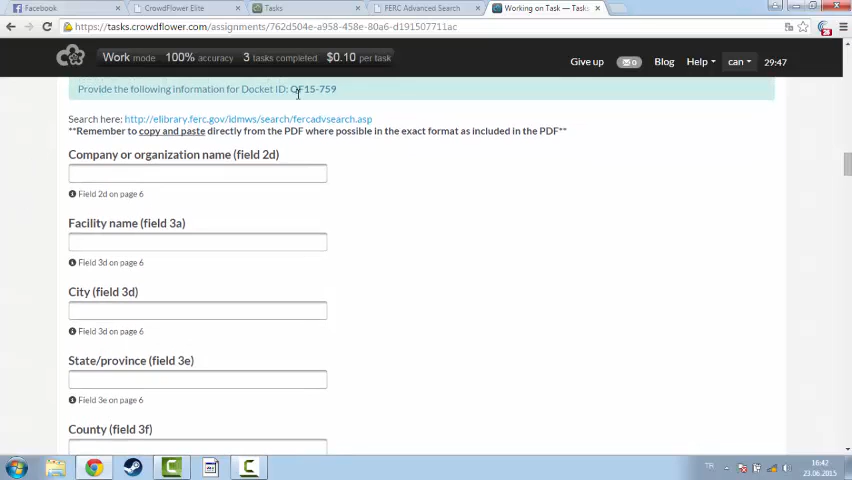 Facebook
CrowdFlower Elite
Tasks
FERC Advanced Search
Working on Task — Task
https://tasks.crowdflower.com/assignments/762d504e-a958-458e-80a6-d191507711ac
Work mode 100% accuracy 3 tasks completed $0.10 per task
Give up 0 Blog Help can 29:47
Provide the following information for Docket ID: QF15-759
Search here: http://elibrary.ferc.gov/idmws/search/fercadvsearch.asp
**Remember to copy and paste directly from the PDF where possible in the exact format as included in the PDF**
Company or organization name (field 2d)
Field 2d on page 6
Facility name (field 3a)
Field 3d on page 6
City (field 3d)
Field 3d on page 6
State/province (field 3e)
Field 3e on page 6
County (field 3f)
TR
16:42
23.06.2015